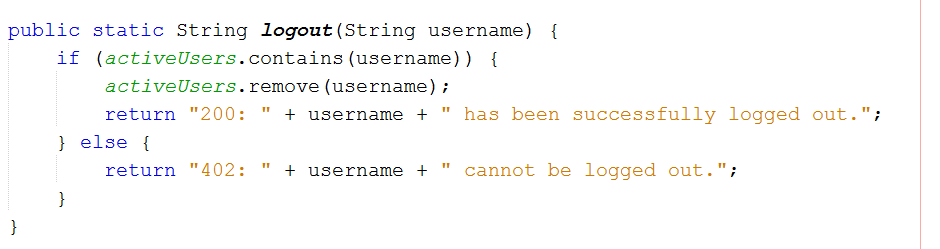 public static String logout(String username) {
    if (activeUsers.contains(username)) {
        activeUsers.remove(username);
        return "200: " + username + " has been successfully logged out.";
    } else {
        return "402: " + username + " cannot be logged out.";
    }
}